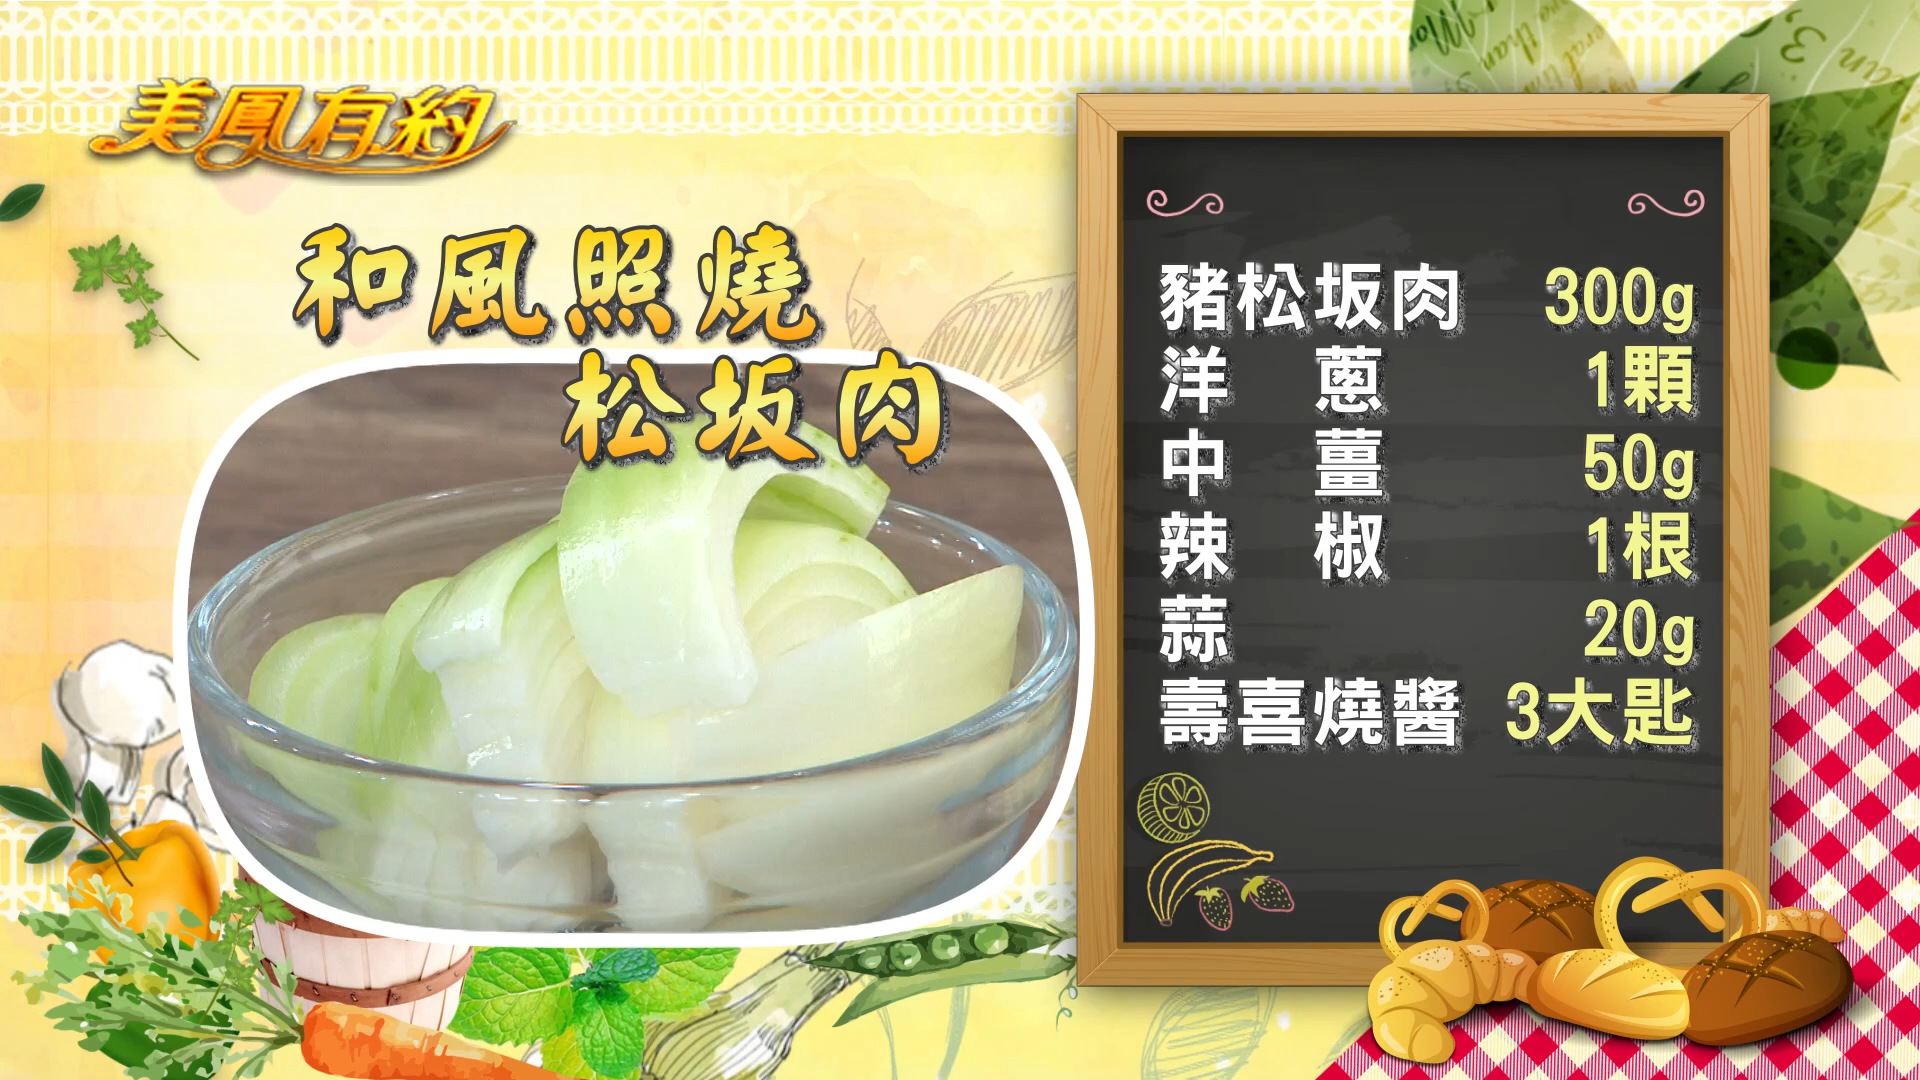 美鳳有約
和風照燒
松坂肉
豬松坂肉 300g
洋蔥 1顆
中薑 50g
辣椒 1根
蒜 20g
壽喜燒醬 3大匙